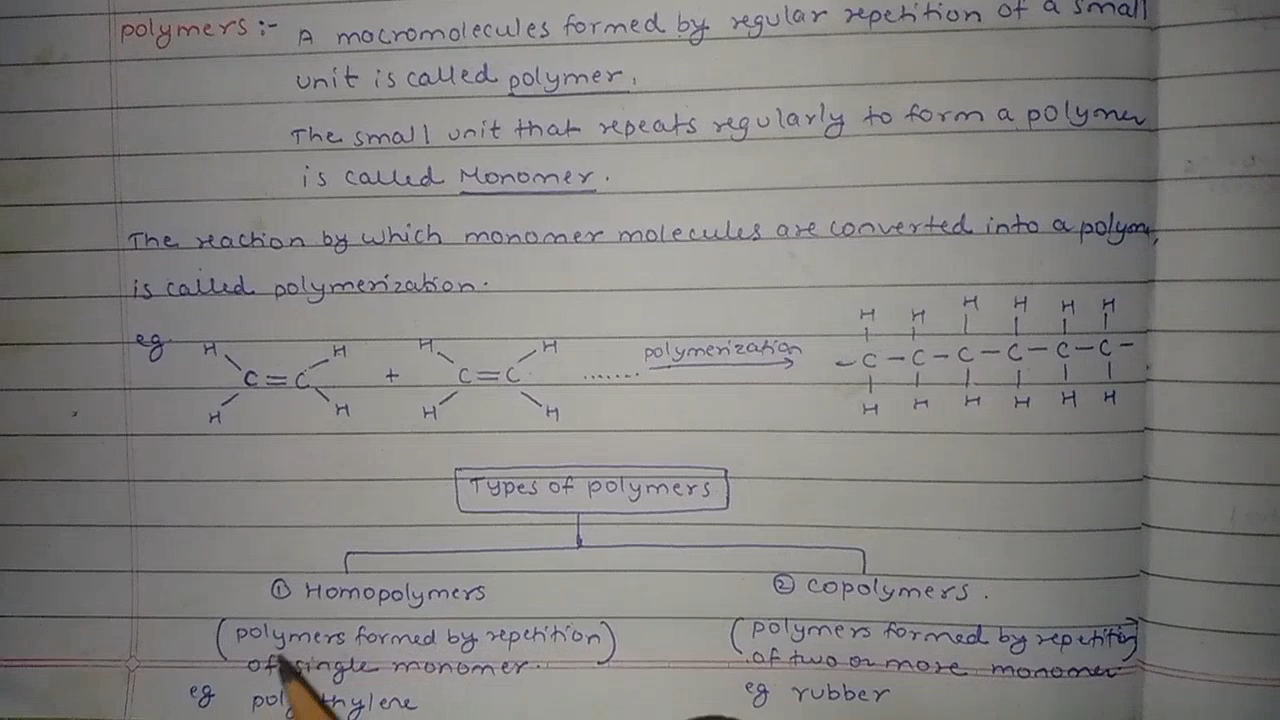 polymers :- A macromolecules formed by regular repetition of a small
unit is called polymer.
The small unit that repeats regularly to form a polymer
is called Monomer.
The reaction by which monomer molecules are converted into a
is called polymerization.
eg
H H H H H H
H H H H
C = C + C = C ....... polymerization - C - C - C - C - C - C -
H H H H
H H H H H H
Types of polymers
① Homopolymers
(polymers formed by repetition)
of single monomer.
eg
② copolymers.
(polymers formed by
of two or more monomer
eg rubber